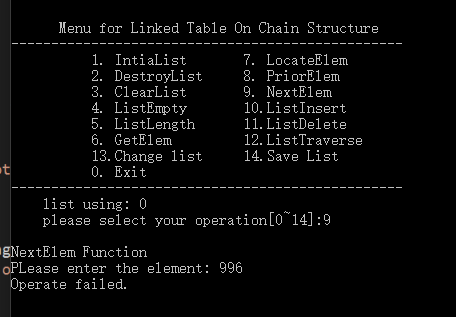 Menu for Linked Table On Chain Structure
-------------------------------------------------
1. IntiaList 7. LocateElem
2. DestroyList 8. PriorElem
3. ClearList 9. NextElem
4. ListEmpty 10.ListInsert
5. ListLength 11.ListDelete
6. GetElem 12.ListTraverse
13.Change list 14.Save List
0. Exit
-------------------------------------------------
list using: 0
please select your operation[0~14]:9
NextElem Function
PLease enter the element: 996
Operate failed.